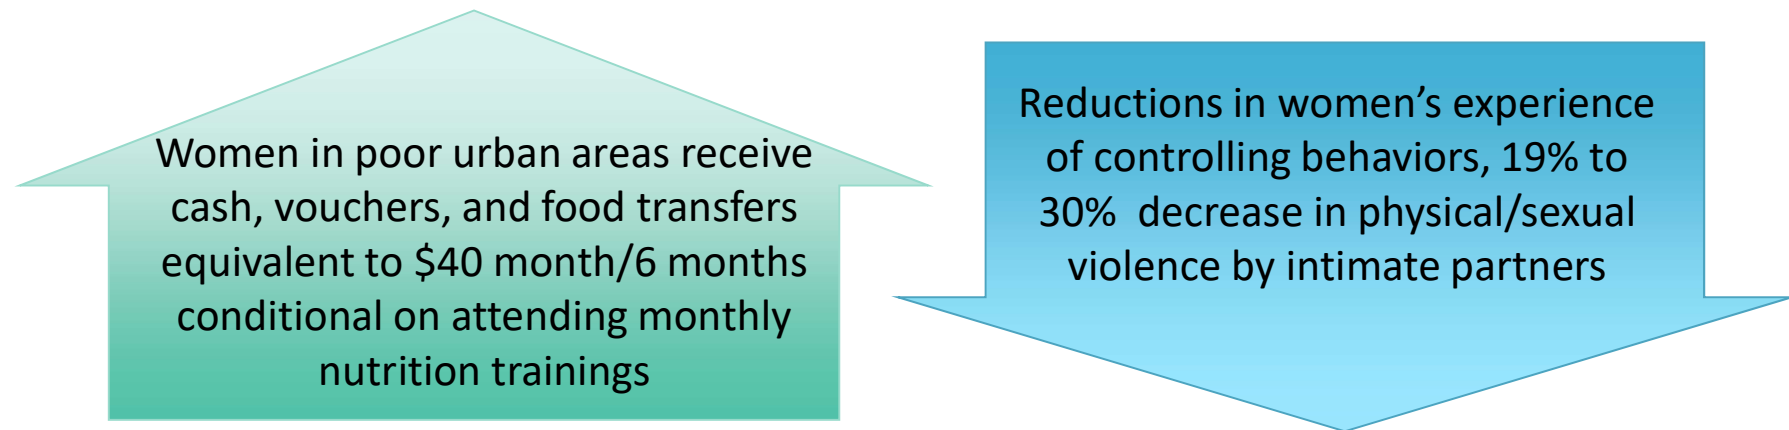 Women in poor urban areas receive
cash, vouchers, and food transfers
equivalent to $40 month/6 months
conditional on attending monthly
nutrition trainings
Reductions in women’s experience
of controlling behaviors, 19% to
30%  decrease in physical/sexual
violence by intimate partners